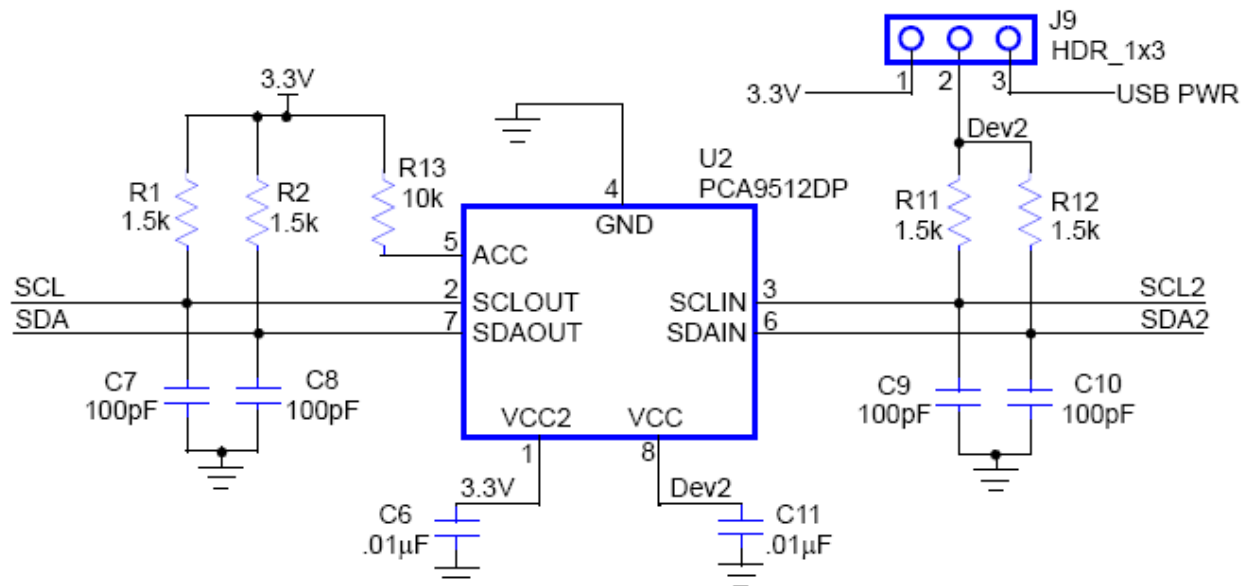 J9
HDR_1x3
3.3V
1
2
3
3.3V
USB PWR
Dev2
R1
1.5k
R2
1.5k
R13
10k
4
U2
PCA9512DP
GND
R11
1.5k
R12
1.5k
5
ACC
SCL
2
SCLOUT
SCLIN
3
SCL2
SDA
7
SDAOUT
SDAIN
6
SDA2
C7
100pF
C8
100pF
C9
100pF
C10
100pF
VCC2
VCC
1
8
3.3V
Dev2
C6
.01µF
C11
.01µF